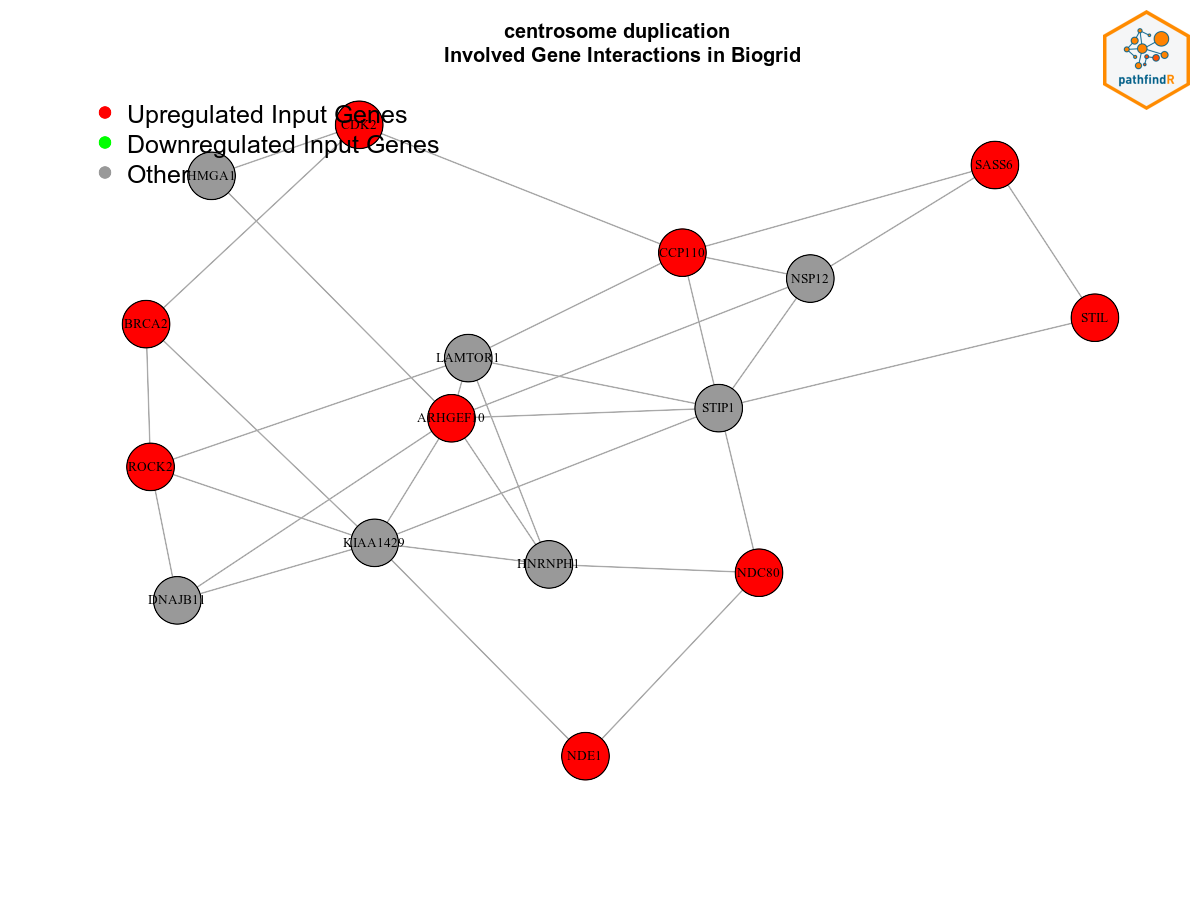 centrosome duplication
Involved Gene Interactions in Biogrid
pathfindR
Upregulated Input Genes
Downregulated Input Genes
Other
CDK2
HMGA1
SASS6
CCP110
NSP12
STIL
BRCA2
LAMTOR1
ARHGEF10
STIP1
ROCK2
KIAA1429
HNRNPH1
NDC80
DNAJB11
NDE1